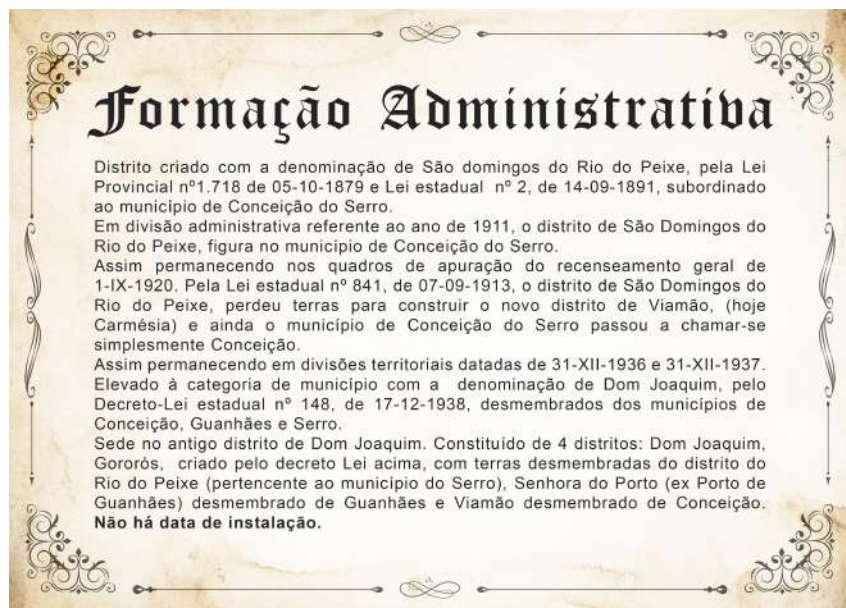 Formação Administrativa
Distrito criado com a denominação de São domingos do Rio do Peixe, pela Lei
Provincial nº1.718 de 05-10-1879 e Lei estadual nº 2, de 14-09-1891, subordinado
ao município de Conceição do Serro.
Em divisão administrativa referente ao ano de 1911, o distrito de São Domingos do
Rio do Peixe, figura no município de Conceição do Serro.
Assim permanecendo nos quadros de apuração do recenseamento geral de
1-IX-1920. Pela Lei estadual nº 841, de 07-09-1913, o distrito de São Domingos do
Rio do Peixe, perdeu terras para construir o novo distrito de Viamão, (hoje
Carmésia) e ainda o município de Conceição do Serro passou a chamar-se
simplesmente Conceição.
Assim permanecendo em divisões territoriais datadas de 31-XII-1936 e 31-XII-1937.
Elevado à categoria de município com a denominação de Dom Joaquim, pelo
Decreto-Lei estadual nº 148, de 17-12-1938, desmembrados dos municípios de
Conceição, Guanhães e Serro.
Sede no antigo distrito de Dom Joaquim. Constituído de 4 distritos: Dom Joaquim,
Gororós, criado pelo decreto Lei acima, com terras desmembradas do distrito do
Rio do Peixe (pertencente ao município do Serro), Senhora do Porto (ex Porto de
Guanhães) desmembrado de Guanhães e Viamão desmembrado de Conceição.
Não há data de instalação.